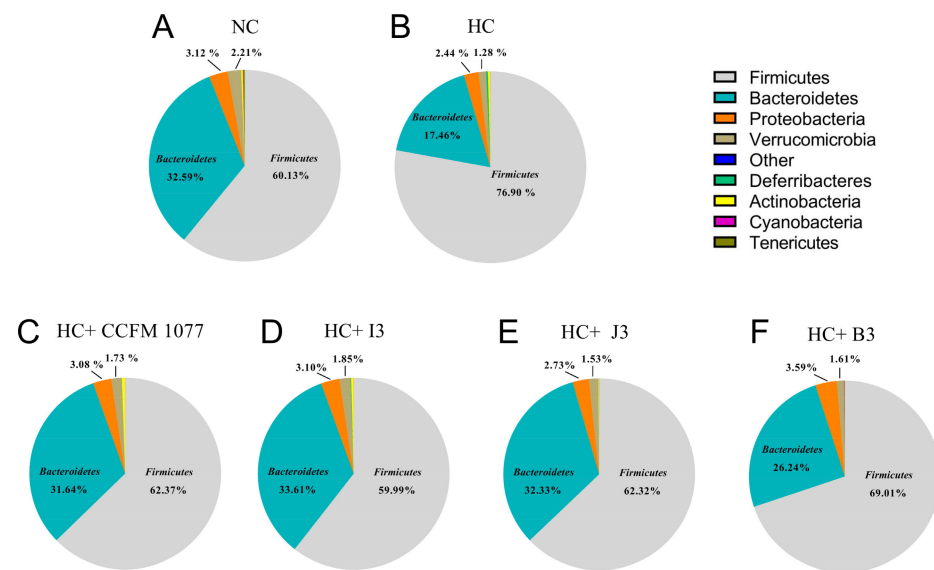 A NC
3.12 % 2.21%
Bacteroidetes
32.59%
Firmicutes
60.13%
B HC
2.44 % 1.28 %
Bacteroidetes
17.46%
Firmicutes
76.90 %
Firmicutes
Bacteroidetes
Proteobacteria
Verrucomicrobia
Other
Deferribacteres
Actinobacteria
Cyanobacteria
Tenericutes
C HC+ CCFM 1077
3.08 % 1.73 %
Bacteroidetes
31.64%
Firmicutes
62.37%
D HC+ I3
3.10% 1.85%
Bacteroidetes
33.61%
Firmicutes
59.99%
E HC+ J3
2.73% 1.53%
Bacteroidetes
32.33%
Firmicutes
62.32%
F HC+ B3
3.59% 1.61%
Bacteroidetes
26.24%
Firmicutes
69.01%